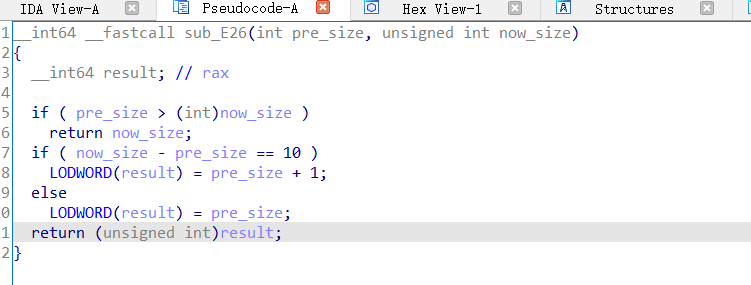 IDA View-A Pseudocode-A Hex View-1 A Structures
1 __int64 __fastcall sub_E26(int pre_size, unsigned int now_size)
2 {
3 __int64 result; // rax
4
5 if ( pre_size > (int)now_size )
6 return now_size;
7 if ( now_size - pre_size == 10 )
8 LODWORD(result) = pre_size + 1;
9 else
0 LODWORD(result) = pre_size;
1 return (unsigned int)result;
2 }